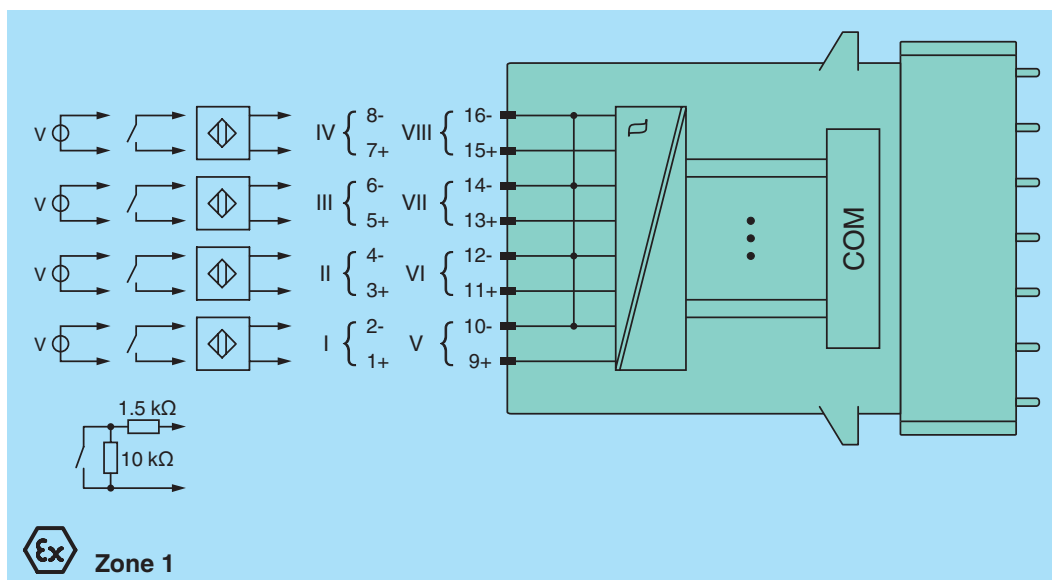 V IV 8- 7+ VIII 16- 15+
V III 6- 5+ VII 14- 13+
V II 4- 3+ VI 12- 11+
V I 2- 1+ V 10- 9+
COM
1.5 kΩ
10 kΩ
Ex Zone 1